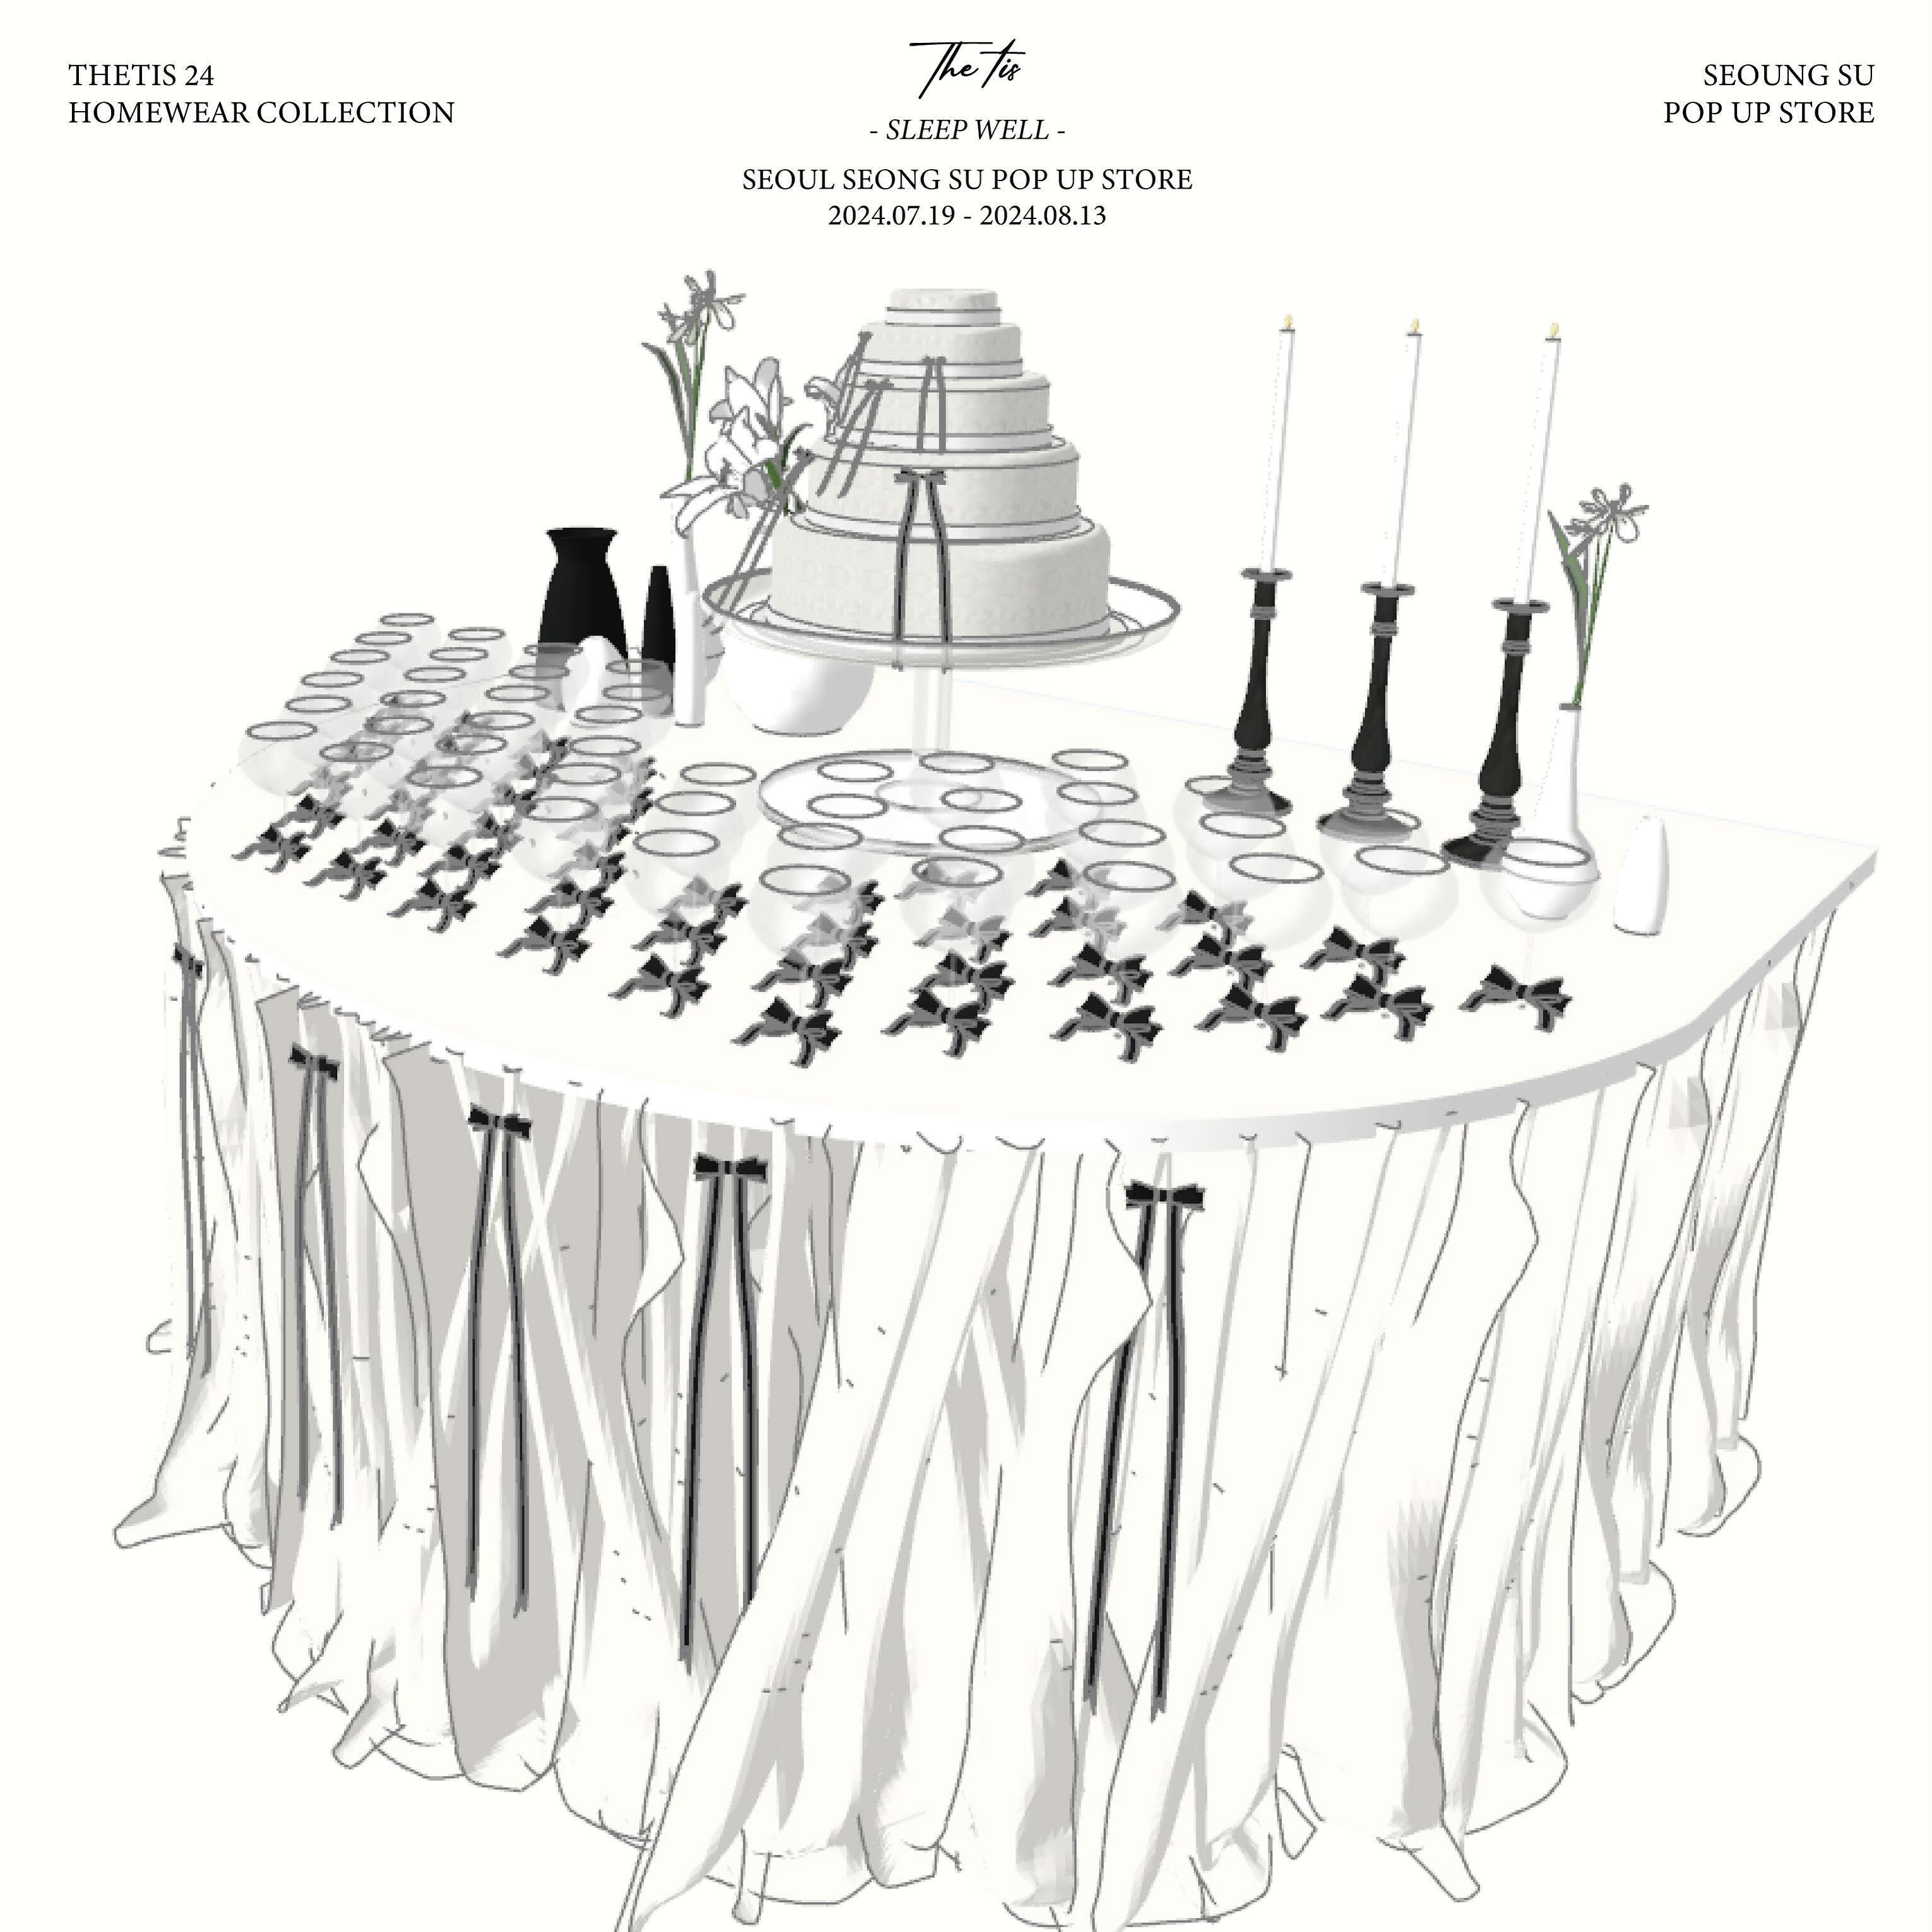 THETIS 24
HOMEWEAR COLLECTION
The tis
- SLEEP WELL -
SEOUL SEONG SU POP UP STORE
2024.07.19 - 2024.08.13
SEOUNG SU
POP UP STORE